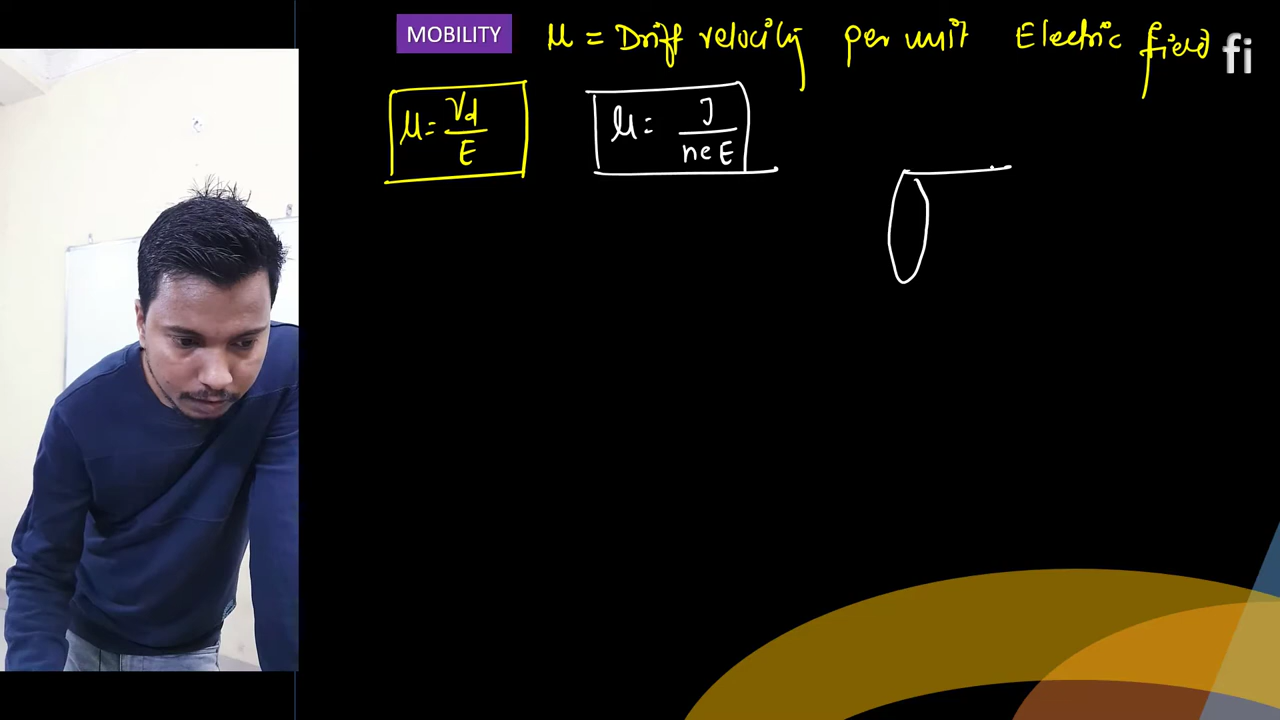 MOBILITY μ = Drift velocity per unit Electric field
fi
μ = Vd / E
μ = J / neE